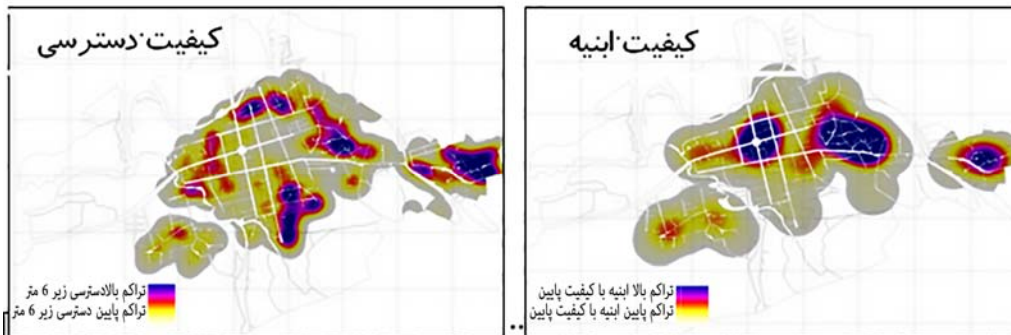 کیفیت ابنیه
تراکم بالا ابنیه با کیفیت پایین
تراکم پایین ابنیه با کیفیت پایین
کیفیت دسترسی
تراکم بالادسترسی زیر 6 متر
تراکم پایین دسترسی زیر 6 متر